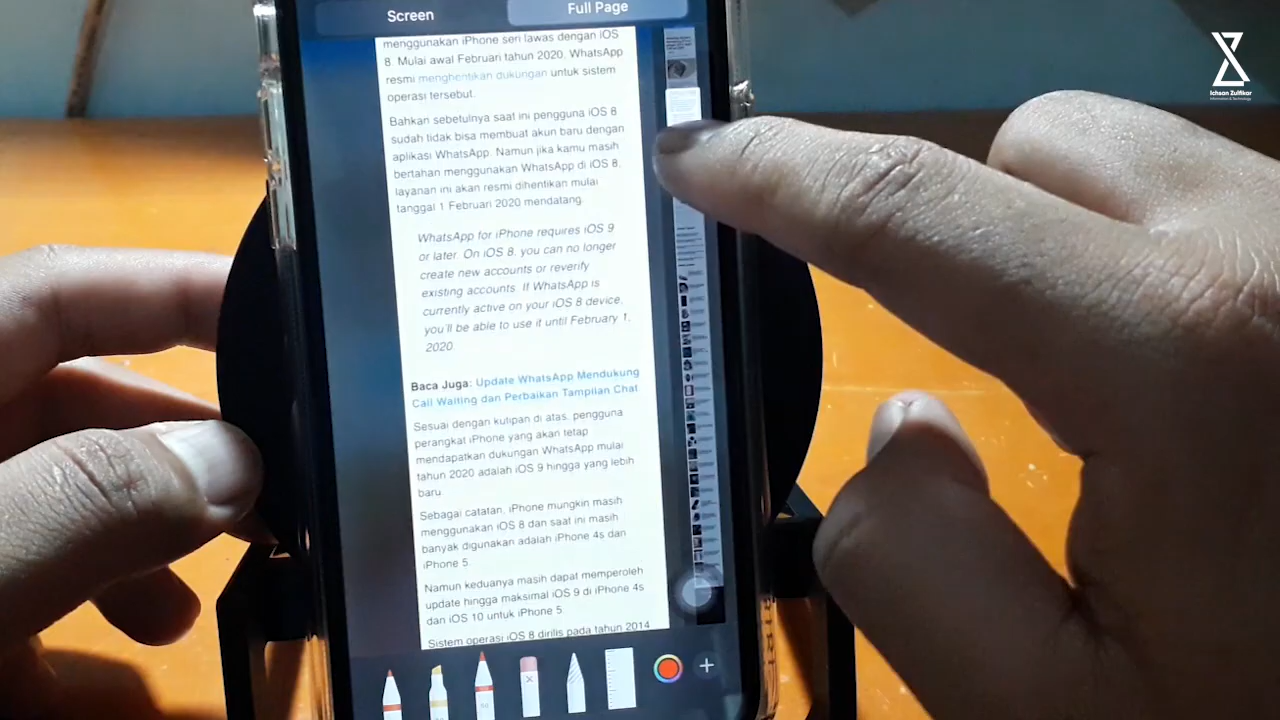 Screen
Full Page
Ichsan Zulfikar
Information & Technology
menggunakan iPhone seri lawas dengan iOS
8. Mulai awal Februari tahun 2020, WhatsApp
resmi menghentikan dukungan untuk sistem
operasi tersebut.
Bahkan sebetulnya saat ini pengguna iOS 8
sudah tidak bisa membuat akun baru dengan
aplikasi WhatsApp. Namun jika kamu masih
bertahan menggunakan WhatsApp di iOS 8,
layanan ini akan resmi dihentikan mulai
tanggal 1 Februari 2020 mendatang.
WhatsApp for iPhone requires iOS 9
or later. On iOS 8, you can no longer
create new accounts or reverify
existing accounts. If WhatsApp is
currently active on your iOS 8 device,
you'll be able to use it until February 1,
2020.
Baca Juga: Update WhatsApp Mendukung
Call Waiting dan Perbaikan Tampilan Chat
Sesuai dengan kutipan di atas, pengguna
perangkat iPhone yang akan tetap
mendapatkan dukungan WhatsApp mulai
tahun 2020 adalah iOS 9 hingga yang lebih
baru.
Sebagai catatan, iPhone mungkin masih
menggunakan iOS 8 dan saat ini masih
banyak digunakan adalah iPhone 4s dan
iPhone 5.
Namun keduanya masih dapat memperoleh
update hingga maksimal iOS 9 di iPhone 4s
dan iOS 10 untuk iPhone 5.
Sistem operasi iOS 8 dirilis pada tahun 2014